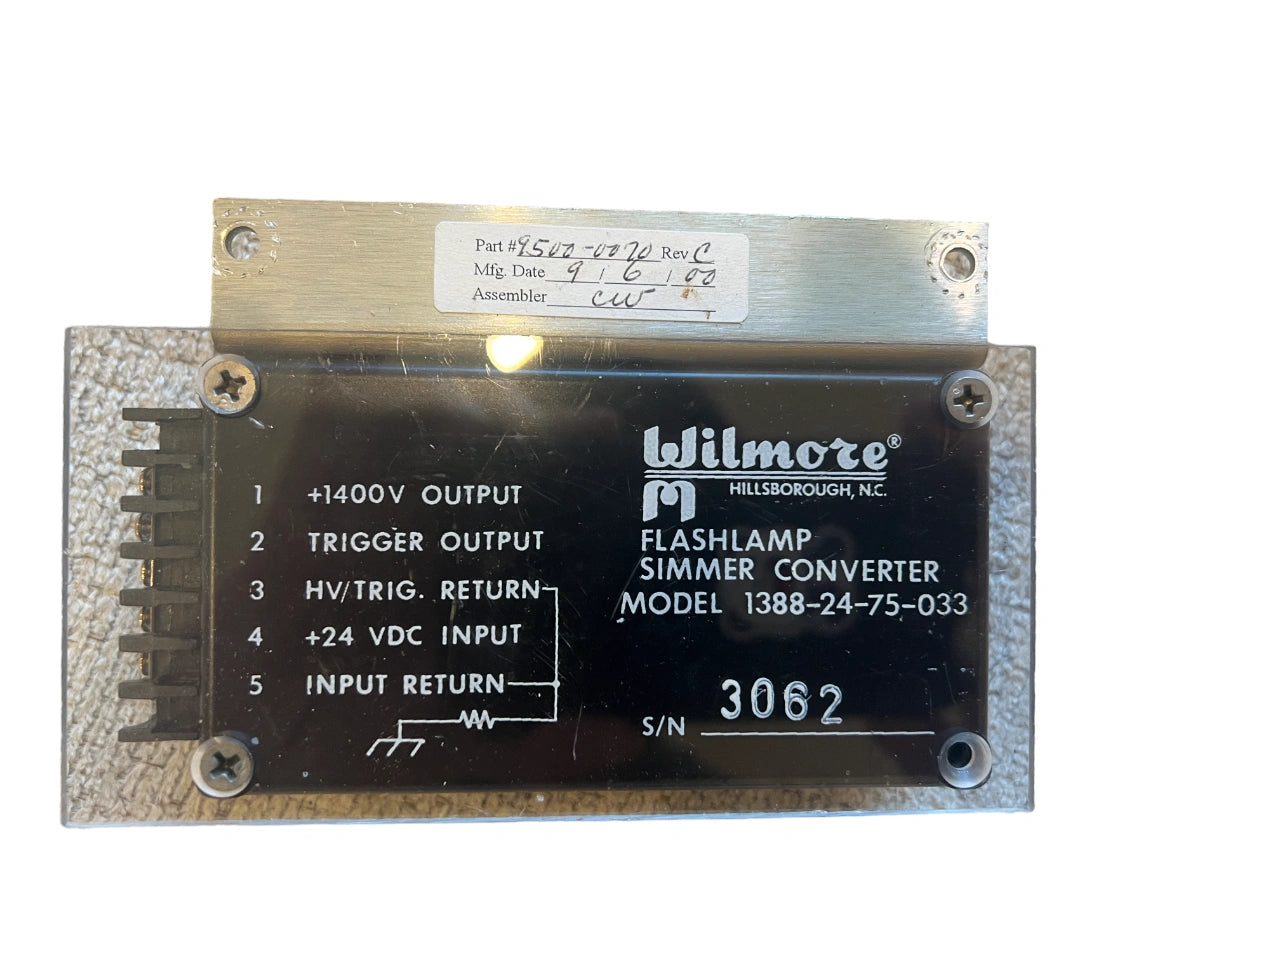 Part #9500-0070 Rev C
Mfg. Date 9 / 6 / 00
Assembler CW
Wilmore®
HILLSBOROUGH, N.C.
FLASHLAMP
SIMMER CONVERTER
MODEL 1388-24-75-033
S/N 3062
1 +1400V OUTPUT
2 TRIGGER OUTPUT
3 HV/TRIG. RETURN
4 +24 VDC INPUT
5 INPUT RETURN